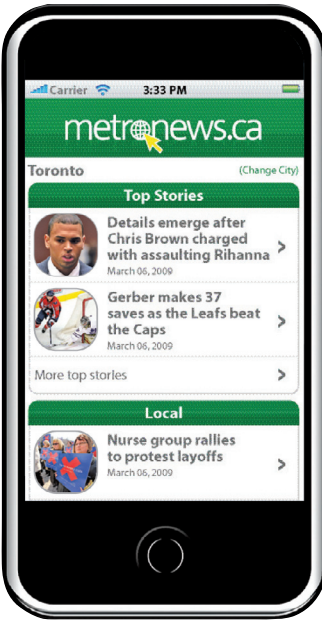 Carrier 3:33 PM
metronews.ca
Toronto (Change City)
Top Stories
Details emerge after
Chris Brown charged
with assaulting Rihanna
March 06, 2009
Gerber makes 37
saves as the Leafs beat
the Caps
March 06, 2009
More top stories
Local
Nurse group rallies
to protest layoffs
March 06, 2009